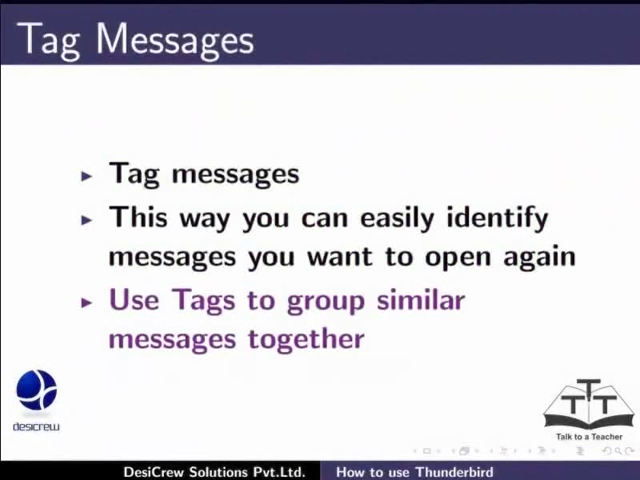 Tag Messages
Tag messages
This way you can easily identify
messages you want to open again
Use Tags to group similar
messages together
desicrew
TTT
Talk to a Teacher
DesiCrew Solutions Pvt.Ltd. How to use Thunderbird